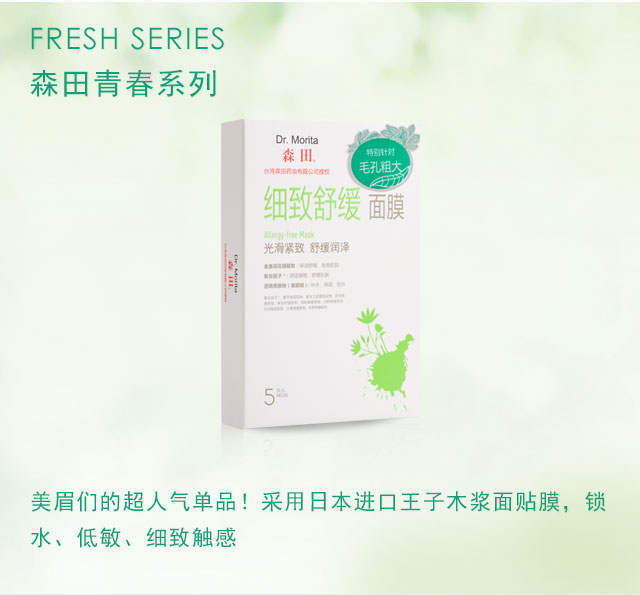 FRESH SERIES
森田青春系列
Dr. Morita
森田
台湾森田药妆有限公司授权
特别针对
毛孔粗大
细致舒缓 面膜
Allergy-free Mask
光滑紧致 舒缓润泽
Dr. Morita
森田
5
美眉们的超人气单品！采用日本进口王子木浆面贴膜，锁
水、低敏、细致触感